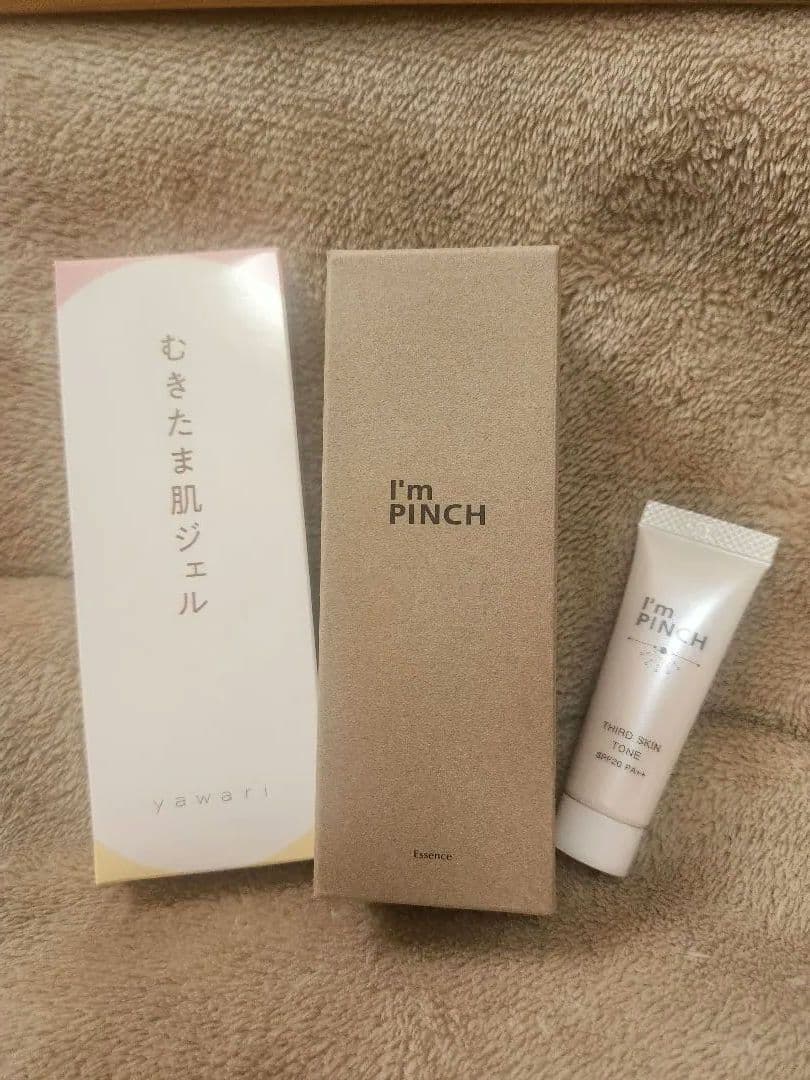 むきたま肌ジェル
yawari
I'm
PINCH
Essence
I'm
PINCH
THIRD SKIN
TONE
SPF20 PA++